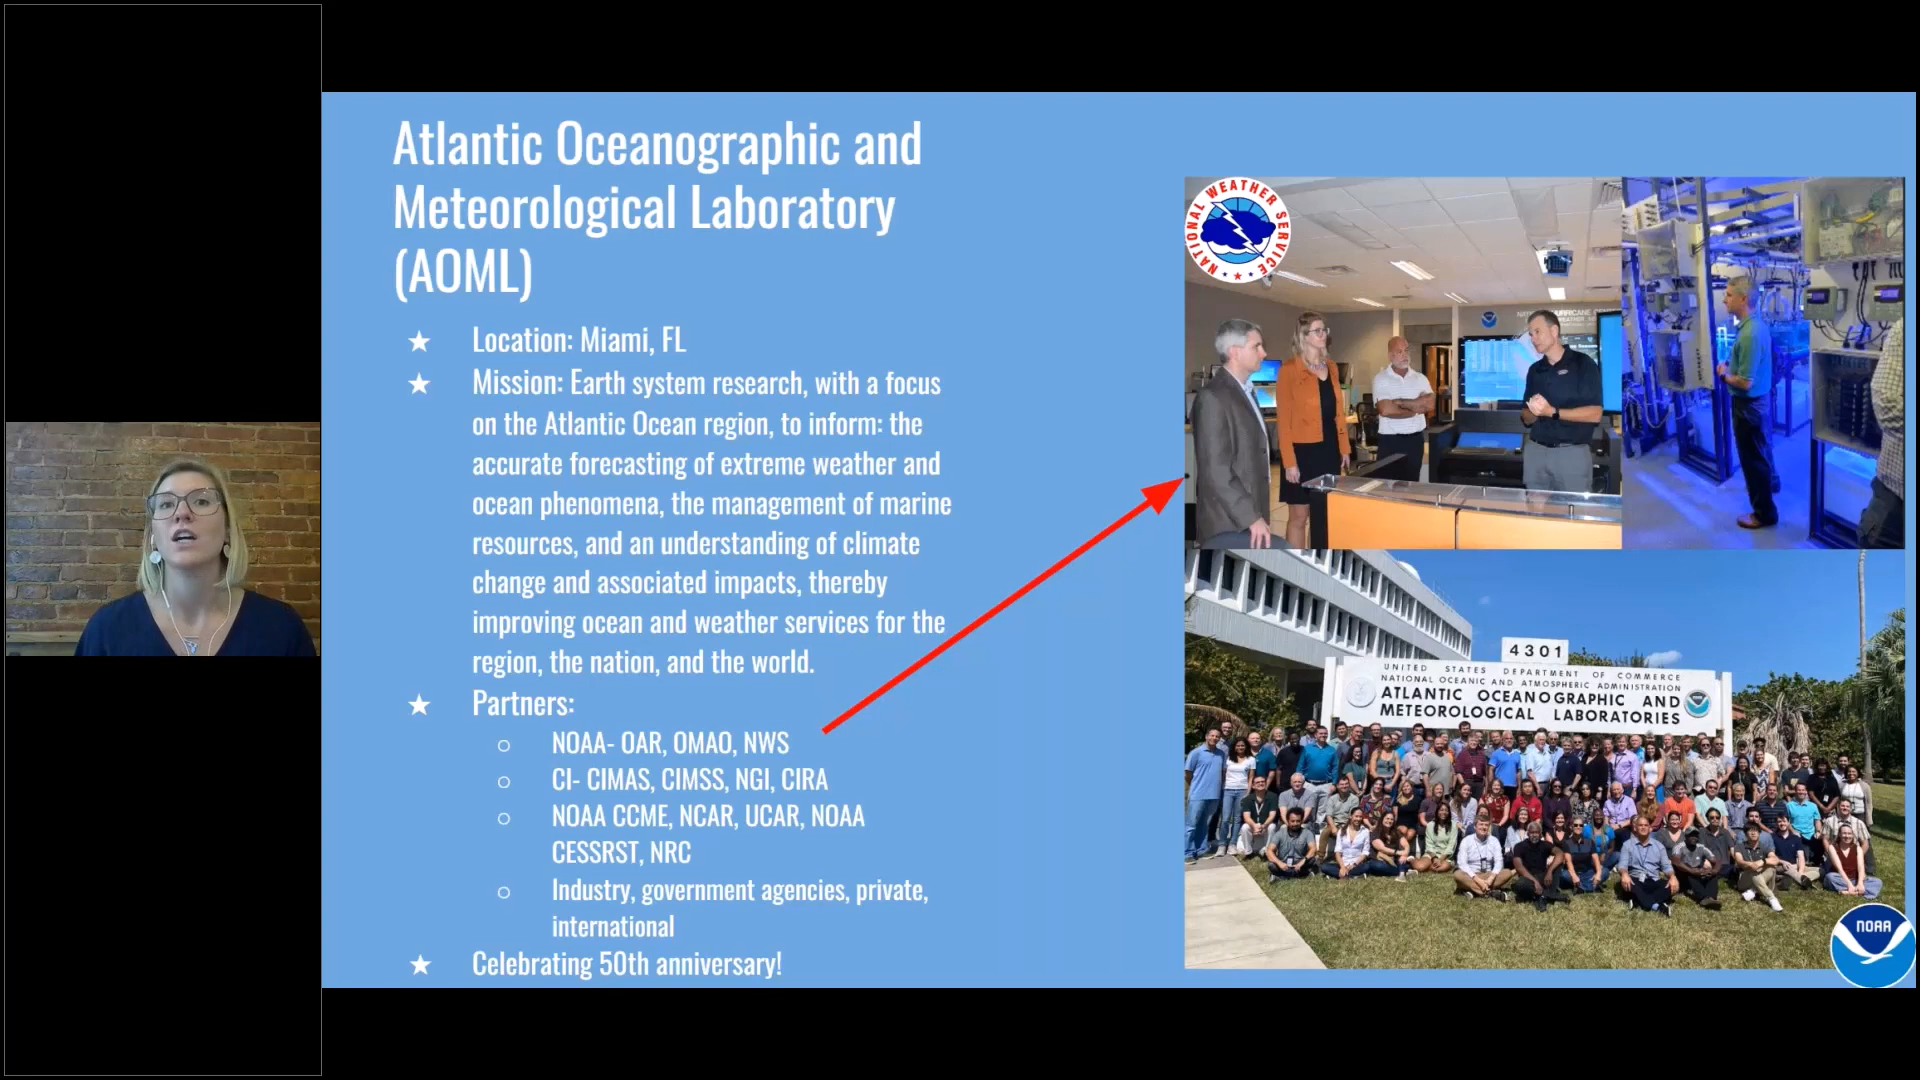 Atlantic Oceanographic and
Meteorological Laboratory
(AOML)
★ Location: Miami, FL
★ Mission: Earth system research, with a focus
on the Atlantic Ocean region, to inform: the
accurate forecasting of extreme weather and
ocean phenomena, the management of marine
resources, and an understanding of climate
change and associated impacts, thereby
improving ocean and weather services for the
region, the nation, and the world.
★ Partners:
○ NOAA- OAR, OMAO, NWS
○ CI- CIMAS, CIMSS, NGI, CIRA
○ NOAA CCME, NCAR, UCAR, NOAA
CESSRST, NRC
○ Industry, government agencies, private,
international
★ Celebrating 50th anniversary!
NATIONAL WEATHER SERVICE
4301
UNITED STATES DEPARTMENT OF COMMERCE
NATIONAL OCEANIC AND ATMOSPHERIC ADMINISTRATION
ATLANTIC OCEANOGRAPHIC AND
METEOROLOGICAL LABORATORIES
NOAA